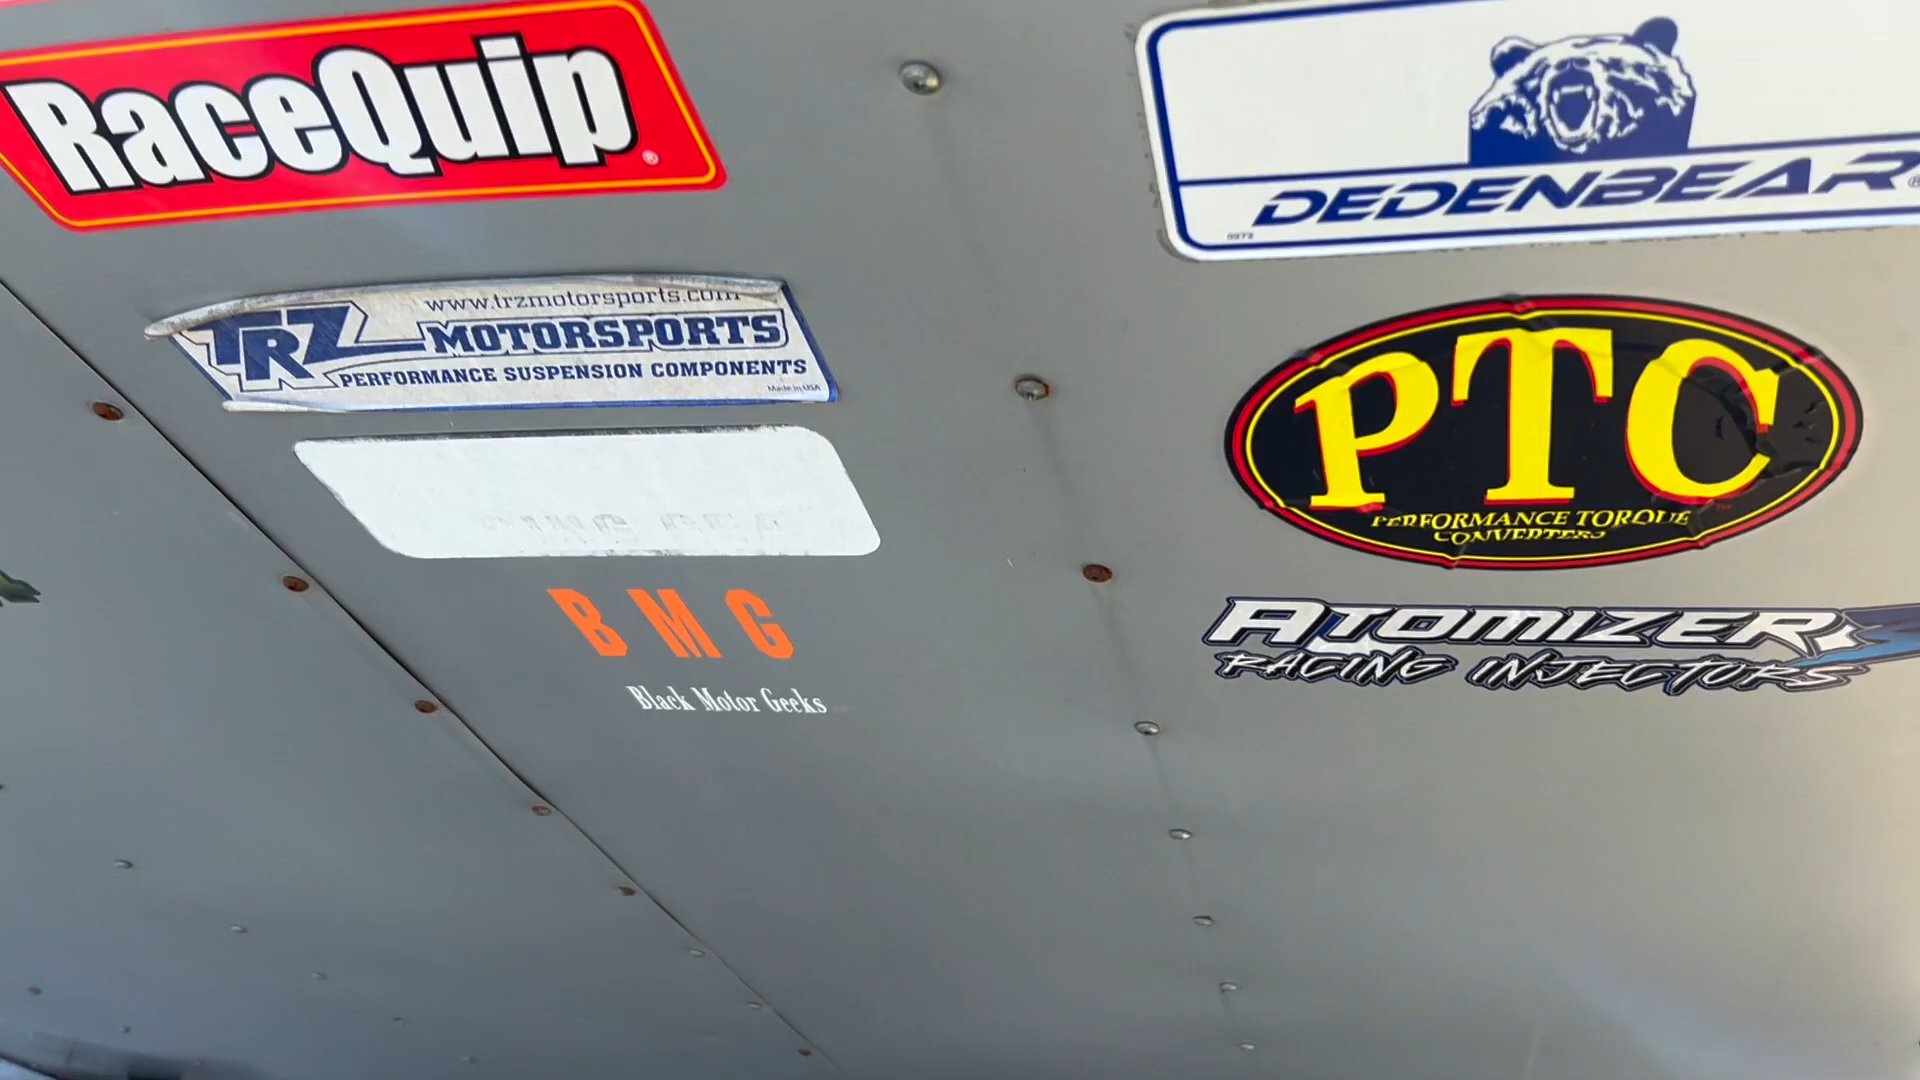 RaceQuip®
www.trzmotorsports.com
TRZ MOTORSPORTS
PERFORMANCE SUSPENSION COMPONENTS
Made in USA
B M G
Black Motor Geeks
DEDENBEAR®
PTC
™
PERFORMANCE TORQUE
CONVERTERS
ATOMIZER
RACING INJECTORS